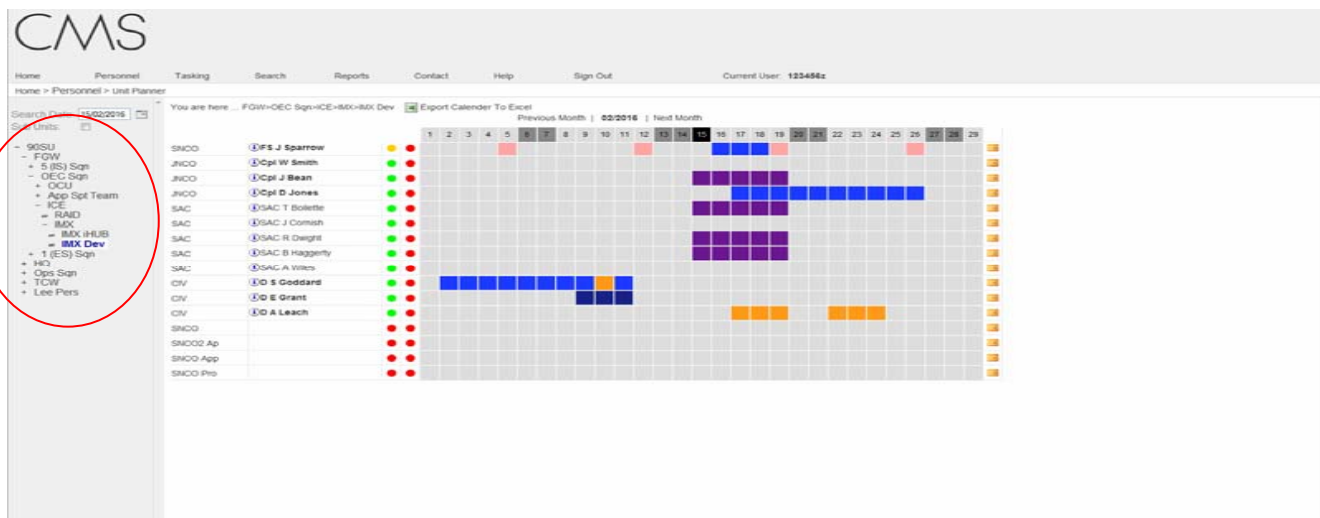 CMS
Home Personnel Tasking Search Reports Contact Help Sign Out Current User: 123456z
Home > Personnel > Unit Planner
You are here ... FGW>OEC Sqn>ICE>IMX>IMX Dev Export Calender To Excel
Search Date: 15/02/2016
Previous Month | 02/2016 | Next Month
Sub Units:
1 2 3 4 5 6 7 8 9 10 11 12 13 14 15 16 17 18 19 20 21 22 23 24 25 26 27 28 29
- 90SU
- FGW
+ 5 (IS) Sqn
- OEC Sqn
+ OCU
+ App Spt Team
- ICE
RAID
- IMX
IMX iHUB
IMX Dev
+ 1 (ES) Sqn
+ HQ
+ Ops Sqn
+ TCW
+ Lee Pers
SNCO FS J Sparrow
JNCO Cpl W Smith
JNCO Cpl J Bean
JNCO Cpl D Jones
SAC SAC T Bollette
SAC SAC J Cornish
SAC SAC R Dwight
SAC SAC B Haggerty
SAC SAC A Wiles
CIV D S Goddard
CIV D E Grant
CIV D A Leach
SNCO
SNCO2 Ap
SNCO App
SNCO Pro